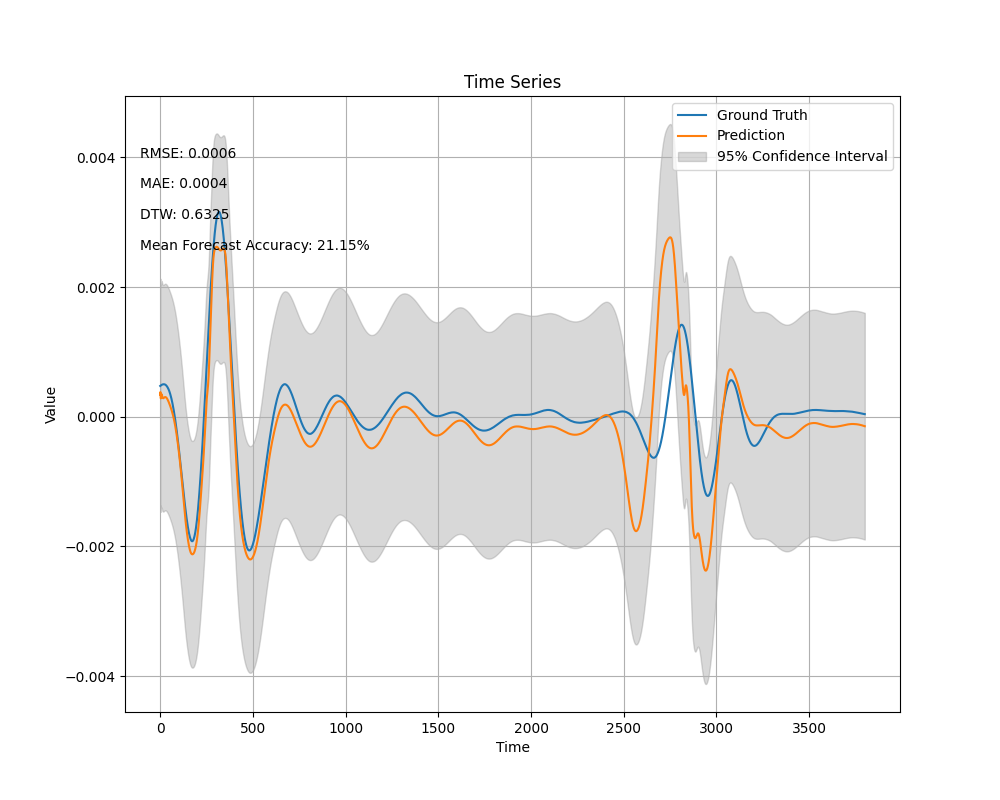 Time Series
Ground Truth
Prediction
95% Confidence Interval
RMSE: 0.0006
MAE: 0.0004
DTW: 0.6325
Mean Forecast Accuracy: 21.15%
Value
0.004
0.002
0.000
−0.002
−0.004
0 500 1000 1500 2000 2500 3000 3500
Time